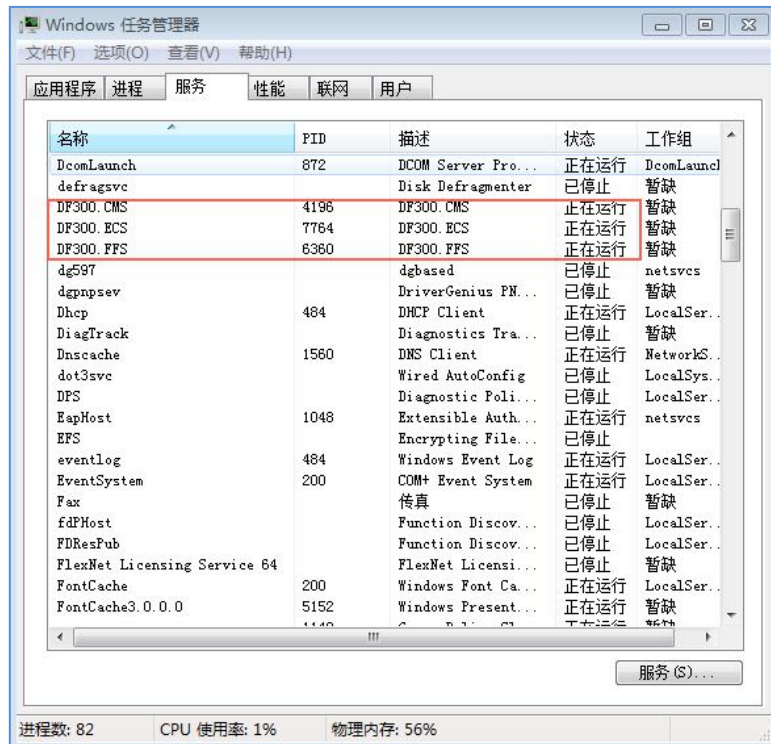 Windows 任务管理器
文件(F) 选项(O) 查看(V) 帮助(H)
应用程序 进程 服务 性能 联网 用户
名称 PID 描述 状态 工作组
DcomLaunch 872 DCOM Server Pro... 正在运行 DcomLauncl
defragsvc Disk Defragmenter 已停止 暂缺
DF300.CMS 4196 DF300.CMS 正在运行 暂缺
DF300.ECS 7764 DF300.ECS 正在运行 暂缺
DF300.FFS 6360 DF300.FFS 正在运行 暂缺
dg597 dgbased 已停止 netsvcs
dgpnpsev DriverGenius PN... 已停止 暂缺
Dhcp 484 DHCP Client 正在运行 LocalSer..
DiagTrack Diagnostics Tra... 已停止 暂缺
Dnscache 1560 DNS Client 正在运行 NetworkS..
dot3svc Wired AutoConfig 已停止 LocalSys..
DPS Diagnostic Poli... 已停止 LocalSer..
EapHost 1048 Extensible Auth... 正在运行 netsvcs
EFS Encrypting File... 已停止
eventlog 484 Windows Event Log 正在运行 LocalSer..
EventSystem 200 COM+ Event System 正在运行 LocalSer..
Fax 传真 已停止 暂缺
fdPHost Function Discov... 已停止 LocalSer..
FDResPub Function Discov... 已停止 LocalSer..
FlexNet Licensing Service 64 FlexNet Licensi... 已停止 暂缺
FontCache 200 Windows Font Ca... 正在运行 LocalSer..
FontCache3.0.0.0 5152 Windows Present... 正在运行 暂缺
服务(S)...
进程数: 82 CPU 使用率: 1% 物理内存: 56%